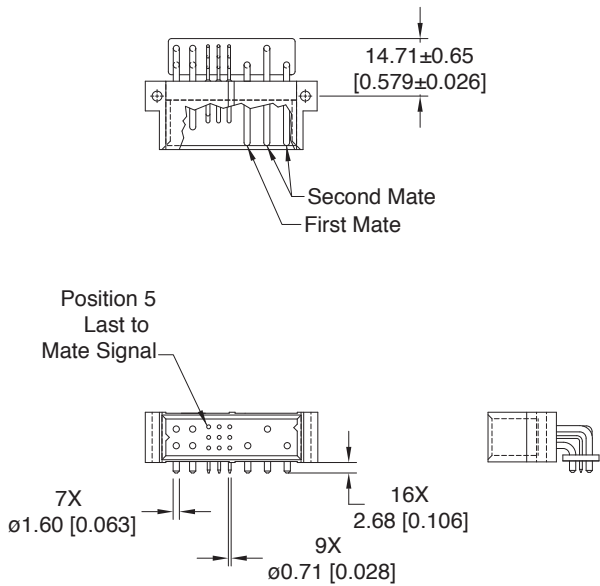 14.71±0.65
[0.579±0.026]
Second Mate
First Mate
Position 5
Last to
Mate Signal
7X
ø1.60 [0.063]
16X
2.68 [0.106]
9X
ø0.71 [0.028]